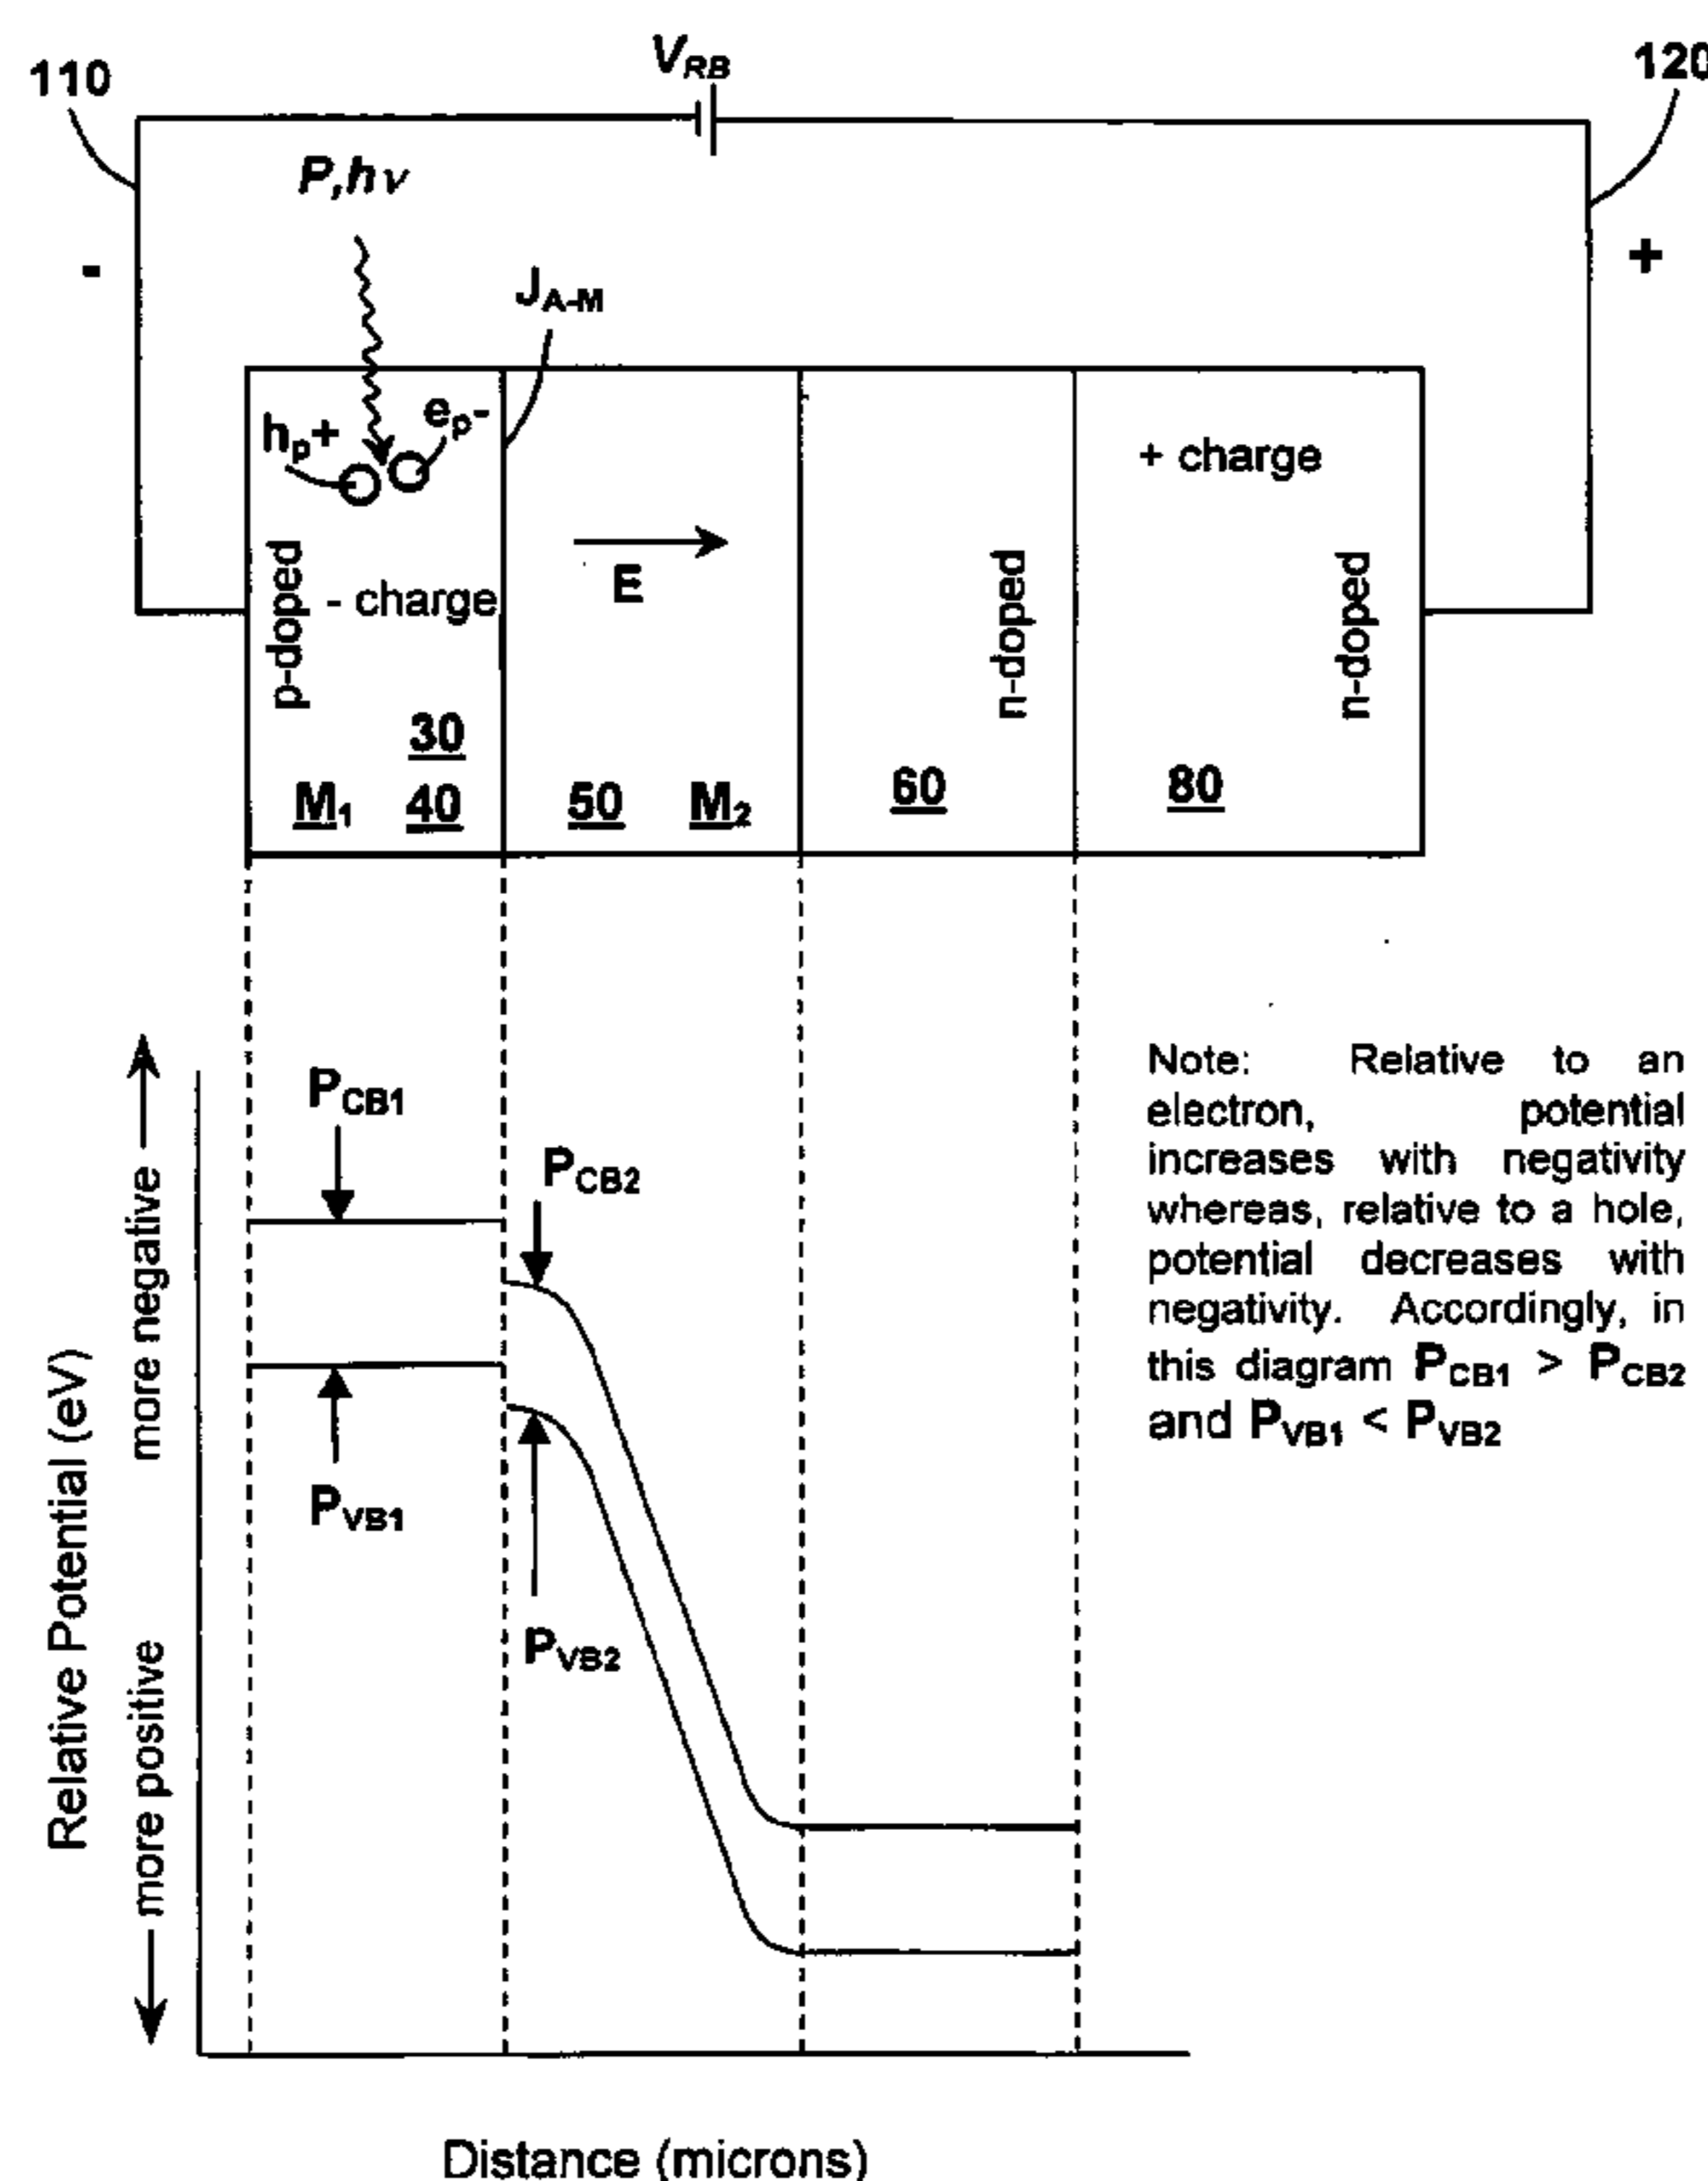 V_RB
110
120
P,hν
-
+
J_A-M
h_p+
e_p-
+ charge
E
p-doped
- charge
n-doped
n-doped
30
M_1
40
50
M_2
60
80
P_CB1
P_CB2
Note: Relative to an
electron, potential
increases with negativity
whereas, relative to a hole,
potential decreases with
negativity. Accordingly, in
this diagram P_CB1 > P_CB2
and P_VB1 < P_VB2
P_VB1
P_VB2
Relative Potential (eV)
more negative
more positive
Distance (microns)